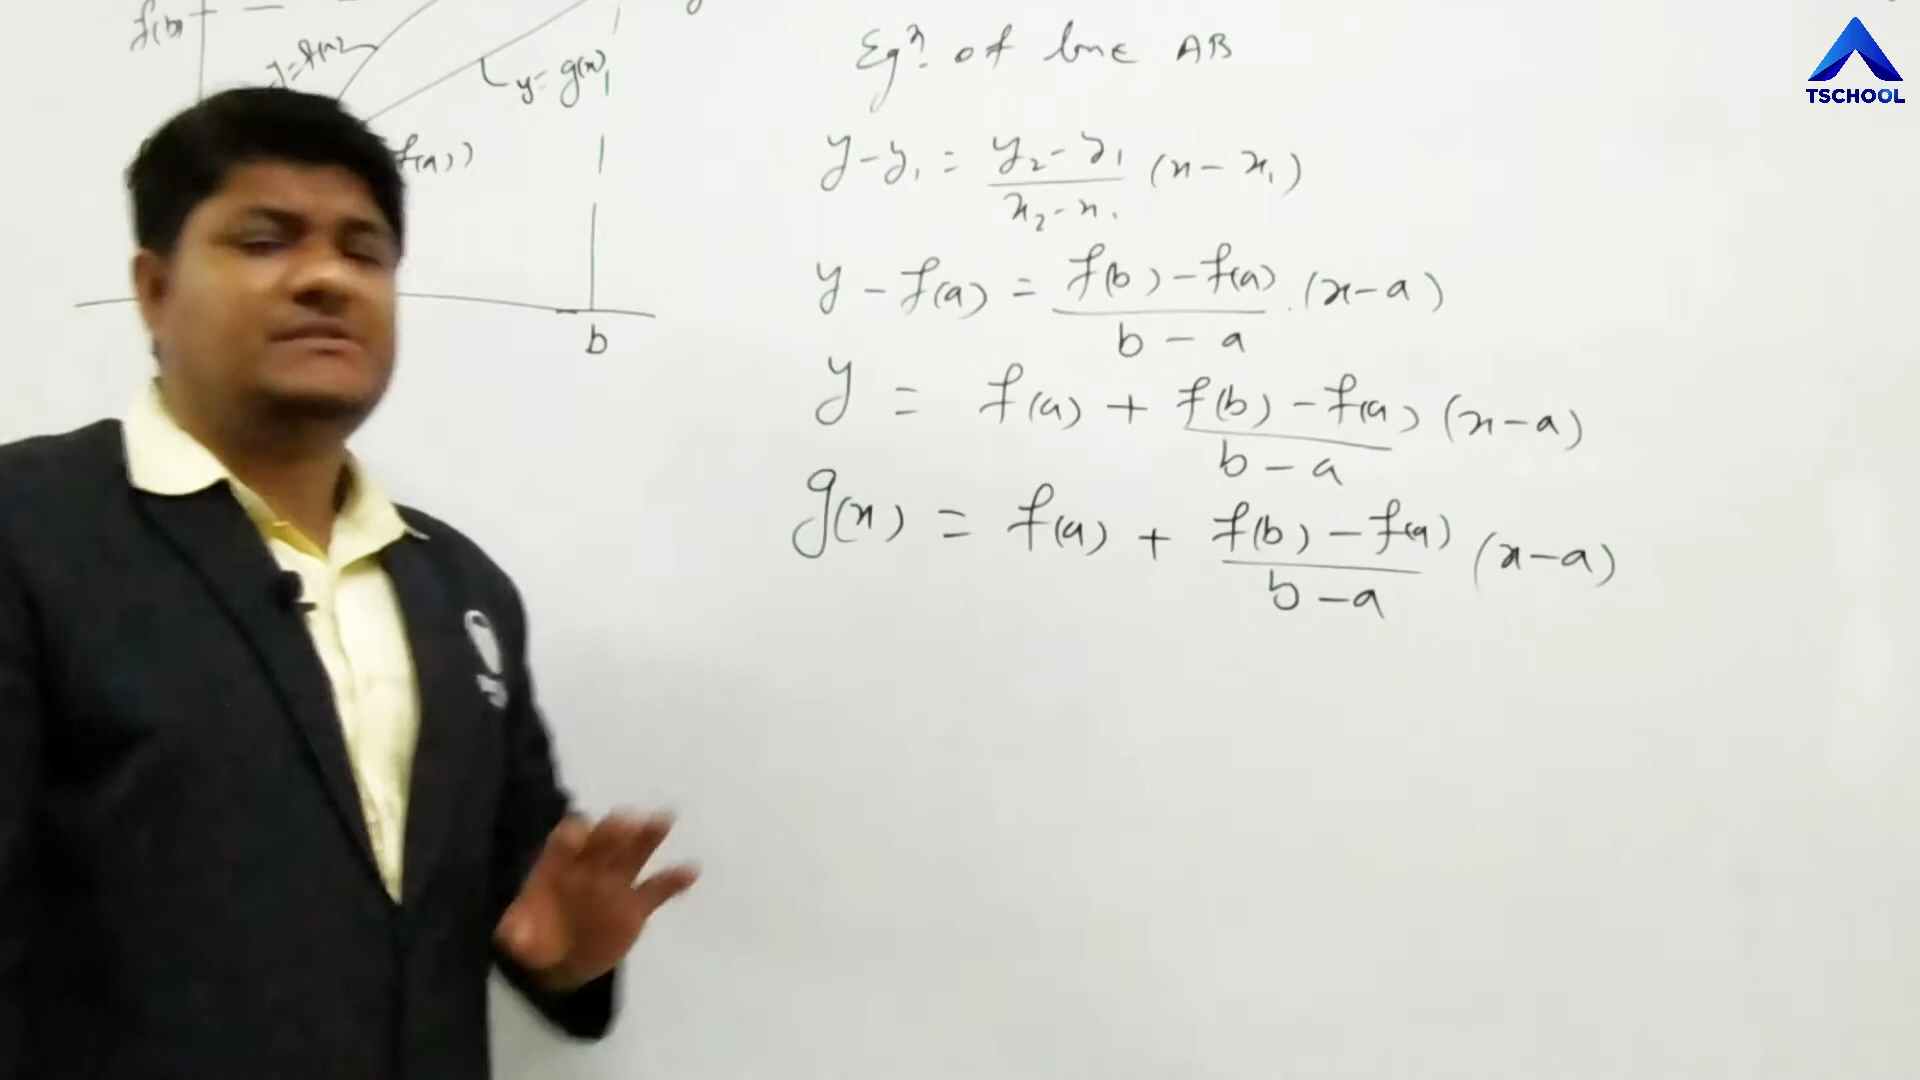 f(b)
y=f(x)
y=g(x)
f(a))
b
Eqn of line AB
y-y₁ = y₂-y₁ / x₂-x₁ (x-x₁)
y-f(a) = f(b)-f(a) / b-a . (x-a)
y = f(a) + f(b)-f(a) / b-a (x-a)
g(x) = f(a) + f(b)-f(a) / b-a (x-a)
TSCHOOL